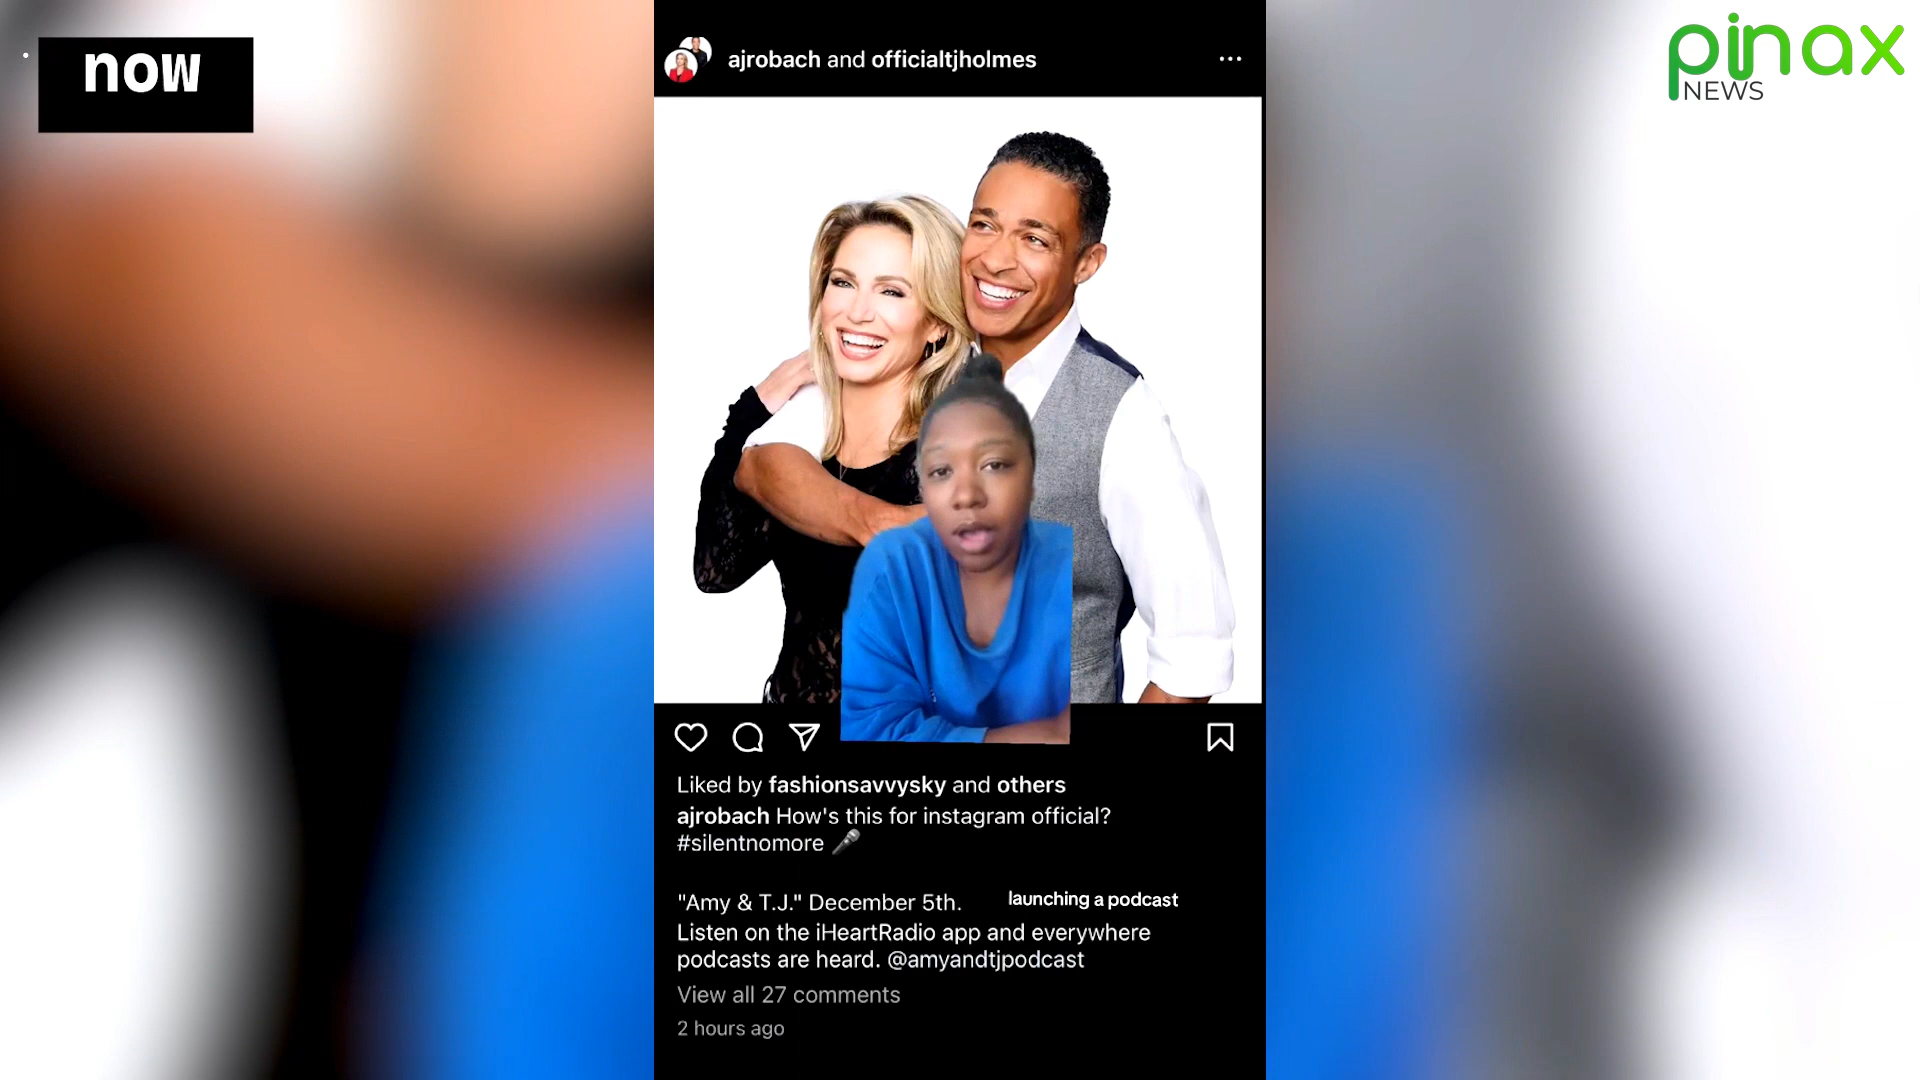 now
pinax
NEWS
ajrobach and officialtjholmes
Liked by fashionsavvysky and others
ajrobach How's this for instagram official?
#silentnomore 🎤
"Amy & T.J." December 5th.
launching a podcast
Listen on the iHeartRadio app and everywhere
podcasts are heard. @amyandtjpodcast
View all 27 comments
2 hours ago